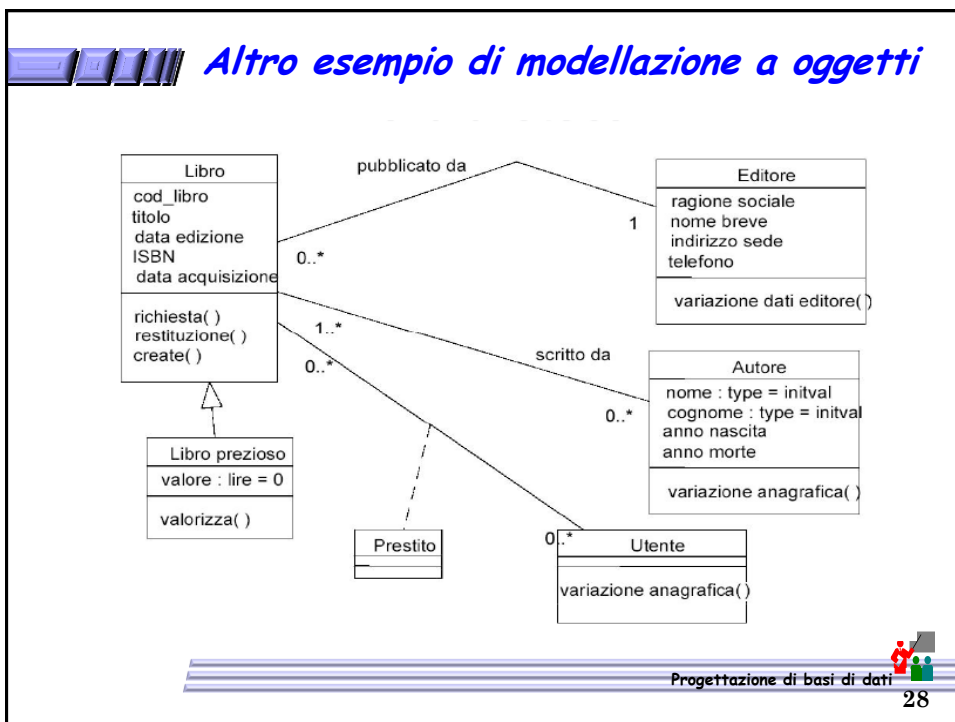 Altro esempio di modellazione a oggetti
Libro
cod_libro
titolo
data edizione
ISBN
data acquisizione
richiesta( )
restituzione( )
create( )
pubblicato da
0..*
1
Editore
ragione sociale
nome breve
indirizzo sede
telefono
variazione dati editore( )
1..*
scritto da
0..*
Autore
nome : type = initval
cognome : type = initval
anno nascita
anno morte
variazione anagrafica( )
0..*
Libro prezioso
valore : lire = 0
valorizza( )
Prestito
0..*
Utente
variazione anagrafica( )
Progettazione di basi di dati
28